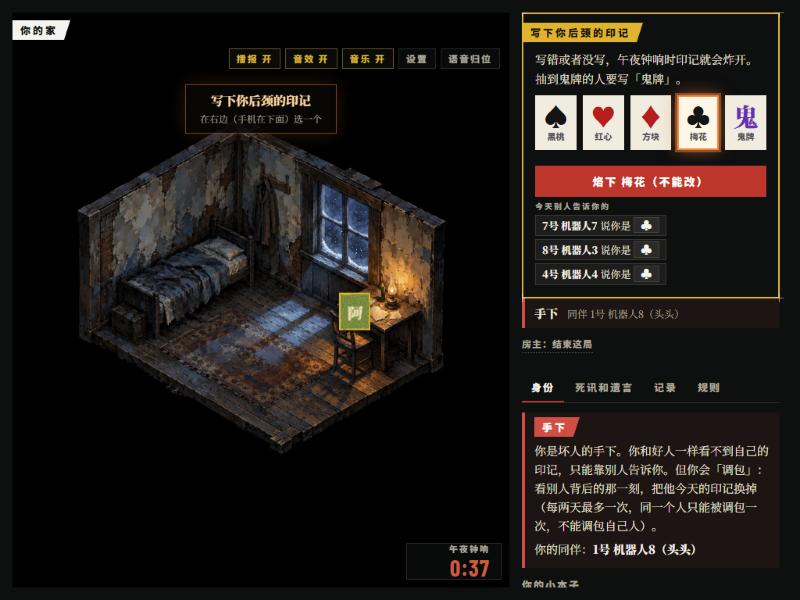 你的家
播报 开
音效 开
音乐 开
设置
语音归位
写下你后颈的印记
在右边（手机在下面）选一个
阿
午夜钟响
0:37
写下你后颈的印记
写错或者没写，午夜钟响时印记就会炸开。
抽到鬼牌的人要写「鬼牌」。
黑桃
红心
方块
梅花
鬼
鬼牌
烙下 梅花（不能改）
今天别人告诉你的
7号 机器人7 说你是 ♣
8号 机器人3 说你是 ♣
4号 机器人4 说你是 ♣
手下 同伴 1号 机器人8（头头）
房主：结束这局
身份
死讯和遗言
记录
规则
手下
你是坏人的手下。你和好人一样看不到自己的
印记，只能靠别人告诉你。但你会「调包」：
看别人背后的那一刻，把他今天的印记换掉
（每两天最多一次，同一个人只能被调包一
次，不能调包自己人）。
你的同伴：1号 机器人8（头头）
你的小本子